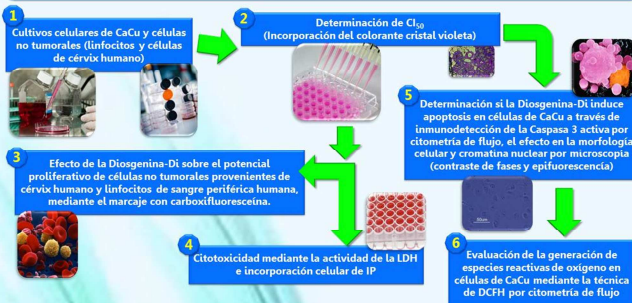 1
Cultivos celulares de CaCu y células
no tumorales (linfocitos y células
de cérvix humano)
2
Determinación de CI50
(Incorporación del colorante cristal violeta)
3
Efecto de la Diosgenina-Di sobre el potencial
proliferativo de células no tumorales provenientes de
cérvix humano y linfocitos de sangre periférica humana,
mediante el marcaje con carboxifluoresceína.
4
Citotoxicidad mediante la actividad de la LDH
e incorporación celular de IP
5
Determinación si la Diosgenina-Di induce
apoptosis en células de CaCu a través de
inmunodetección de la Caspasa 3 activa por
citometría de flujo, el efecto en la morfología
celular y cromatina nuclear por microscopia
(contraste de fases y epifuorescencía)
6
Evaluación de la generación de
especies reactivas de oxígeno en
células de CaCu mediante la técnica
de DCFH por citometría de flujo